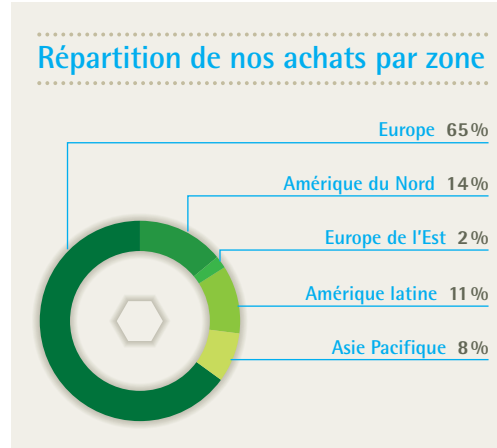 Répartition de nos achats par zone
Europe 65%
Amérique du Nord 14%
Europe de l'Est 2%
Amérique latine 11%
Asie Pacifique 8%